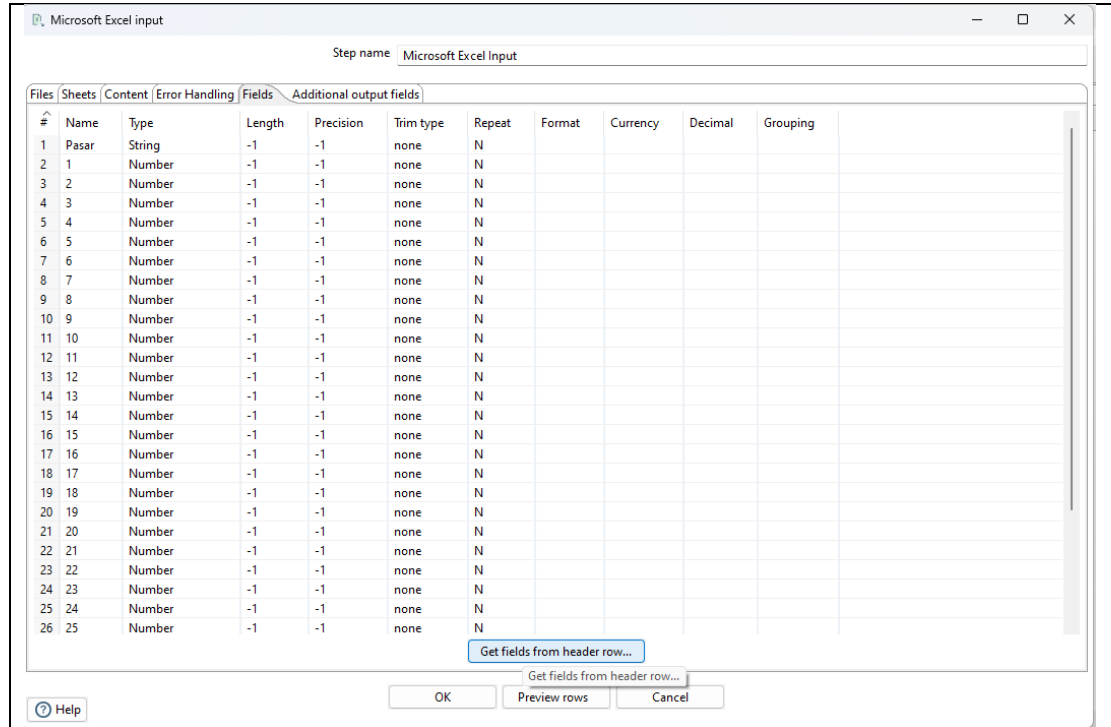 Microsoft Excel input
Step name Microsoft Excel Input
Files Sheets Content Error Handling Fields Additional output fields
# Name Type Length Precision Trim type Repeat Format Currency Decimal Grouping
1 Pasar String -1 -1 none N
2 1 Number -1 -1 none N
3 2 Number -1 -1 none N
4 3 Number -1 -1 none N
5 4 Number -1 -1 none N
6 5 Number -1 -1 none N
7 6 Number -1 -1 none N
8 7 Number -1 -1 none N
9 8 Number -1 -1 none N
10 9 Number -1 -1 none N
11 10 Number -1 -1 none N
12 11 Number -1 -1 none N
13 12 Number -1 -1 none N
14 13 Number -1 -1 none N
15 14 Number -1 -1 none N
16 15 Number -1 -1 none N
17 16 Number -1 -1 none N
18 17 Number -1 -1 none N
19 18 Number -1 -1 none N
20 19 Number -1 -1 none N
21 20 Number -1 -1 none N
22 21 Number -1 -1 none N
23 22 Number -1 -1 none N
24 23 Number -1 -1 none N
25 24 Number -1 -1 none N
26 25 Number -1 -1 none N
Get fields from header row...
Get fields from header row...
OK Preview rows Cancel
? Help